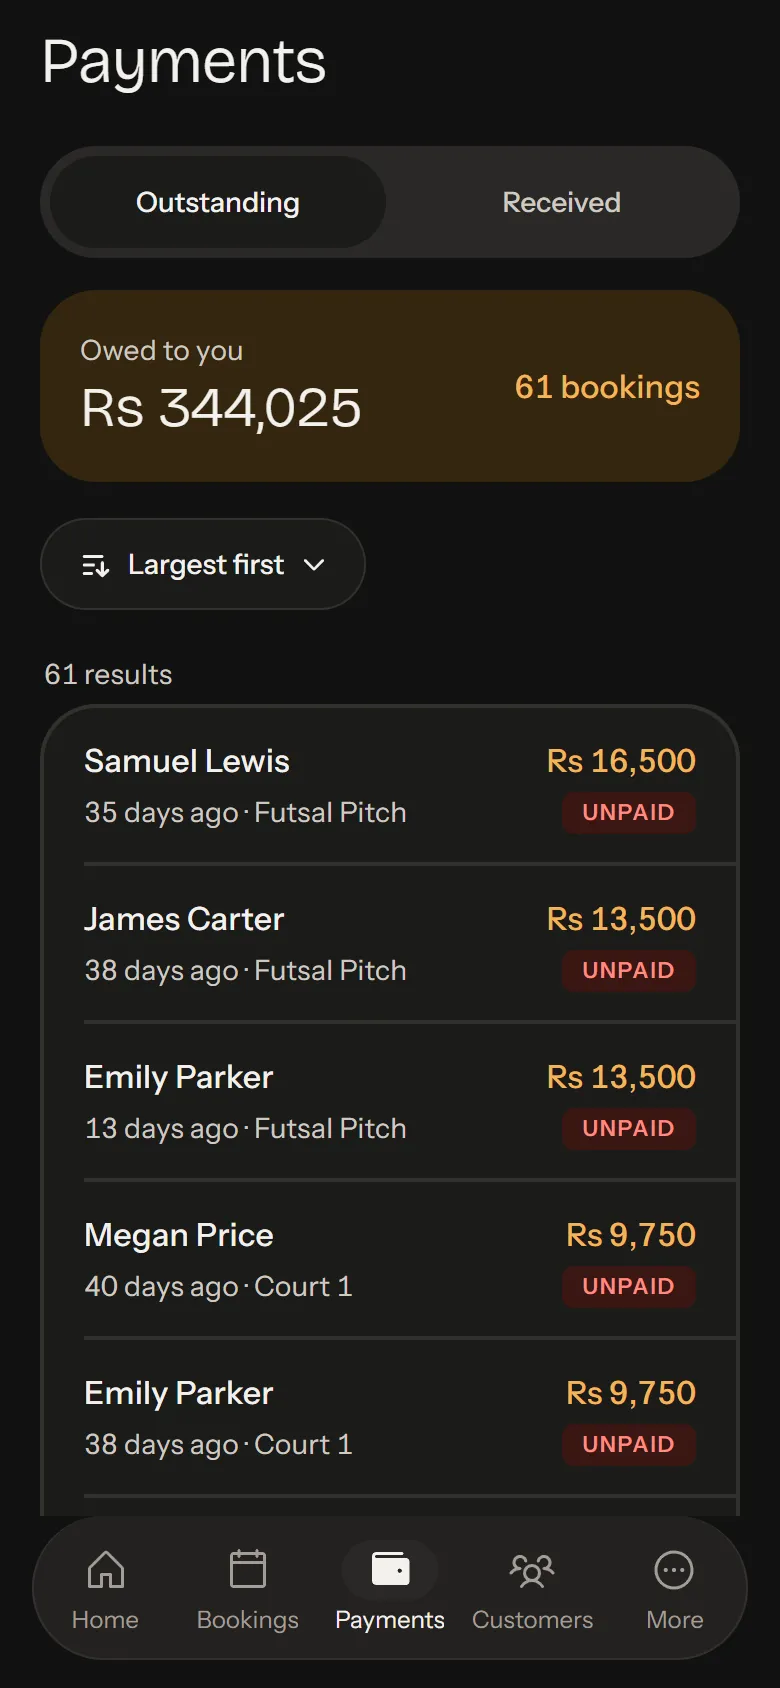 Payments
Outstanding
Received
Owed to you
Rs 344,025
61 bookings
Largest first
61 results
Samuel Lewis
Rs 16,500
35 days ago · Futsal Pitch
UNPAID
James Carter
Rs 13,500
38 days ago · Futsal Pitch
UNPAID
Emily Parker
Rs 13,500
13 days ago · Futsal Pitch
UNPAID
Megan Price
Rs 9,750
40 days ago · Court 1
UNPAID
Emily Parker
Rs 9,750
38 days ago · Court 1
UNPAID
Home
Bookings
Payments
Customers
More